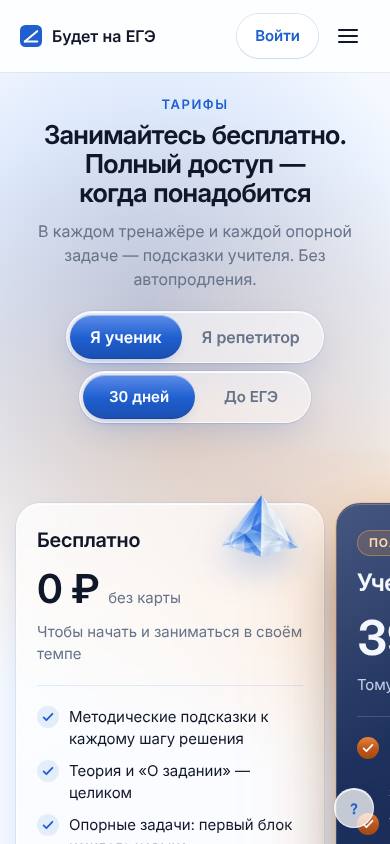 Будет на ЕГЭ
Войти
ТАРИФЫ
Занимайтесь бесплатно.
Полный доступ —
когда понадобится
В каждом тренажёре и каждой опорной
задаче — подсказки учителя. Без
автопродления.
Я ученик
Я репетитор
30 дней
До ЕГЭ
Бесплатно
0 ₽ без карты
Чтобы начать и заниматься в своём
темпе
Методические подсказки к
каждому шагу решения
Теория и «О задании» —
целиком
Опорные задачи: первый блок
?